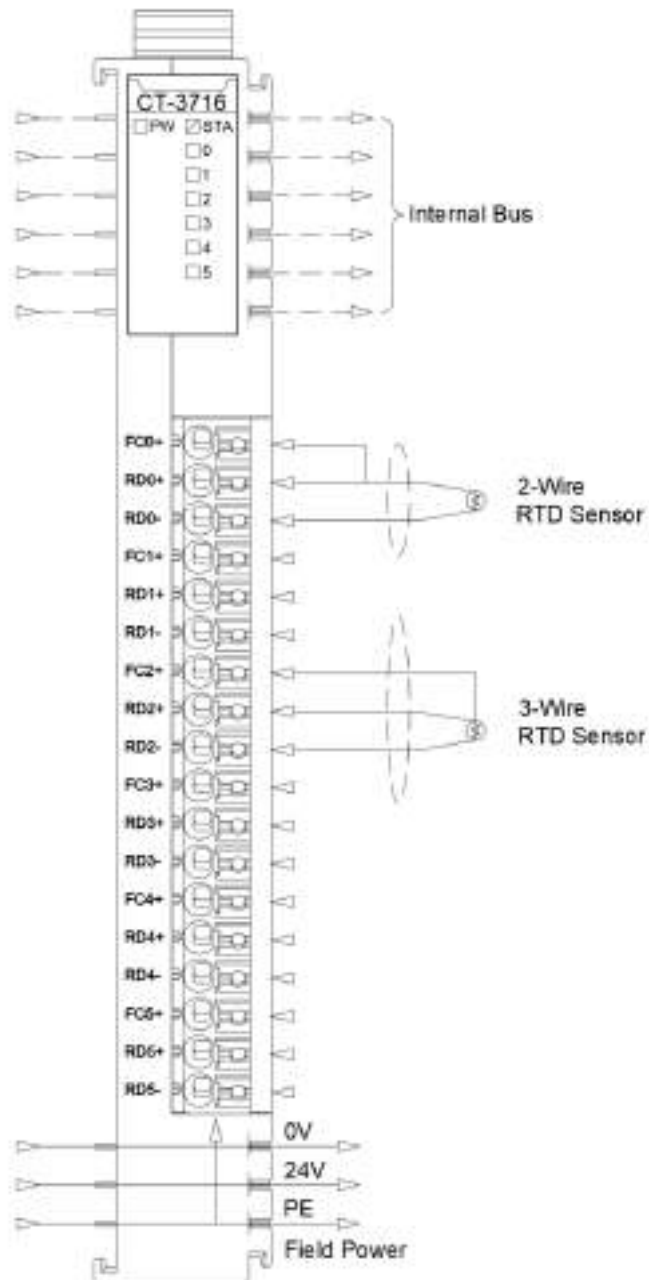 CT-3716
PW STA
0
1
2
3
4
5
Internal Bus
FC0+
RD0+
RD0-
2-Wire
RTD Sensor
FC1+
RD1+
RD1-
FC2+
RD2+
RD2-
3-Wire
RTD Sensor
FC3+
RD3+
RD3-
FC4+
RD4+
RD4-
FC5+
RD5+
RD5-
0V
24V
PE
Field Power